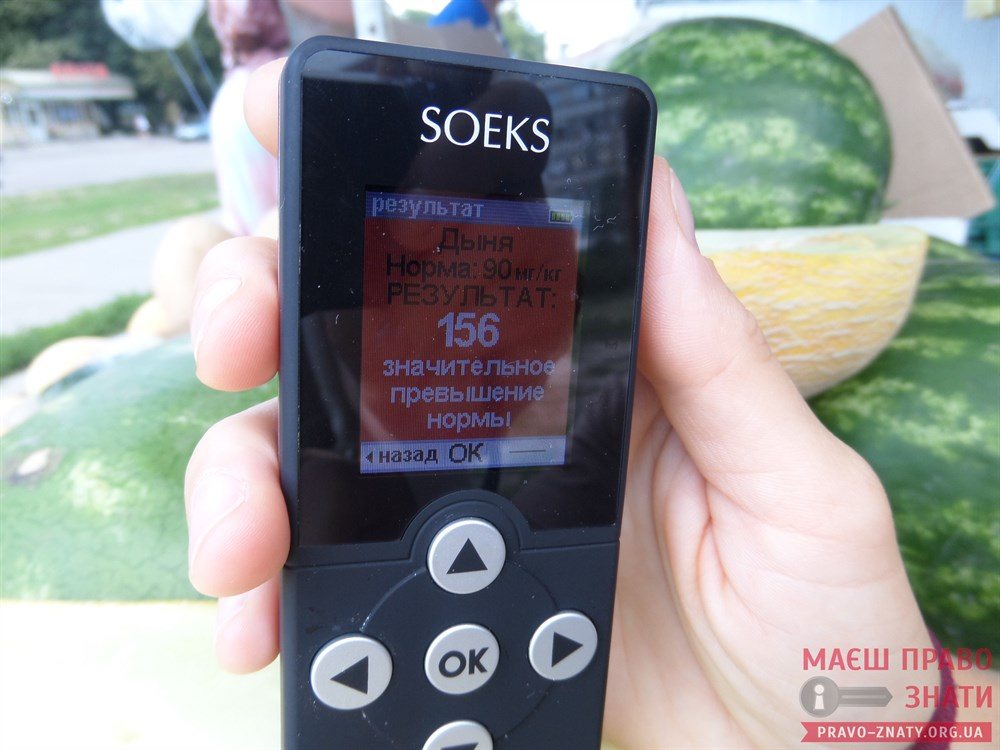 SOEKS
результат
Дыня
Норма: 90 мг/кг
РЕЗУЛЬТАТ:
156
значительное
превышение
нормы
назад OK
OK
МАЄШ ПРАВО
ЗНАТИ
PRAVO-ZNATY.ORG.UA